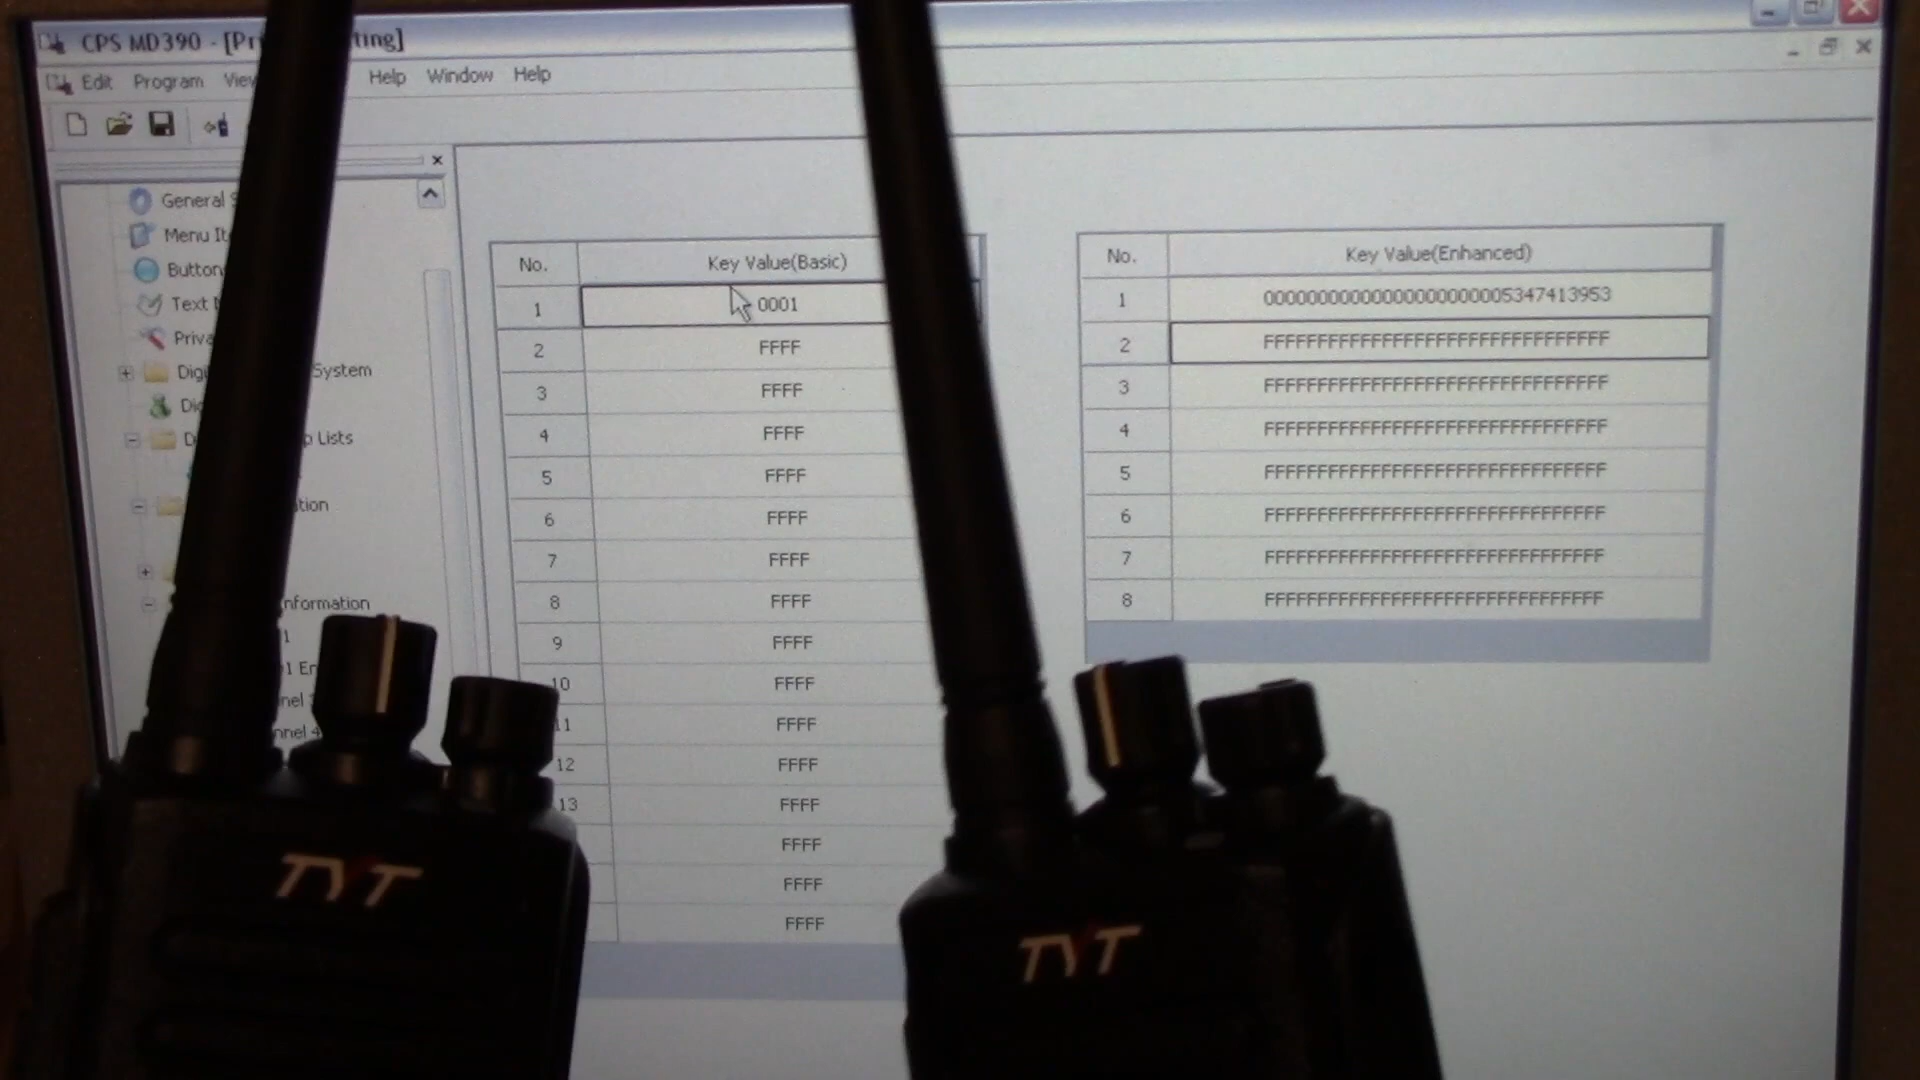 CPS MD390 - [Pr ting]
Edit Program View Help Window Help
General S
Menu It
Button
Text
Priva
Digi System
Dig
D p Lists
tion
nformation
1
1 En
nel
nnel 4
No. Key Value(Basic)
1 0001
2 FFFF
3 FFFF
4 FFFF
5 FFFF
6 FFFF
7 FFFF
8 FFFF
9 FFFF
10 FFFF
11 FFFF
12 FFFF
13 FFFF
FFFF
FFFF
FFFF
No. Key Value(Enhanced)
1 00000000000000000000005347413953
2 FFFFFFFFFFFFFFFFFFFFFFFFFFFFFFFF
3 FFFFFFFFFFFFFFFFFFFFFFFFFFFFFFFF
4 FFFFFFFFFFFFFFFFFFFFFFFFFFFFFFFF
5 FFFFFFFFFFFFFFFFFFFFFFFFFFFFFFFF
6 FFFFFFFFFFFFFFFFFFFFFFFFFFFFFFFF
7 FFFFFFFFFFFFFFFFFFFFFFFFFFFFFFFF
8 FFFFFFFFFFFFFFFFFFFFFFFFFFFFFFFF
TYT
TYT